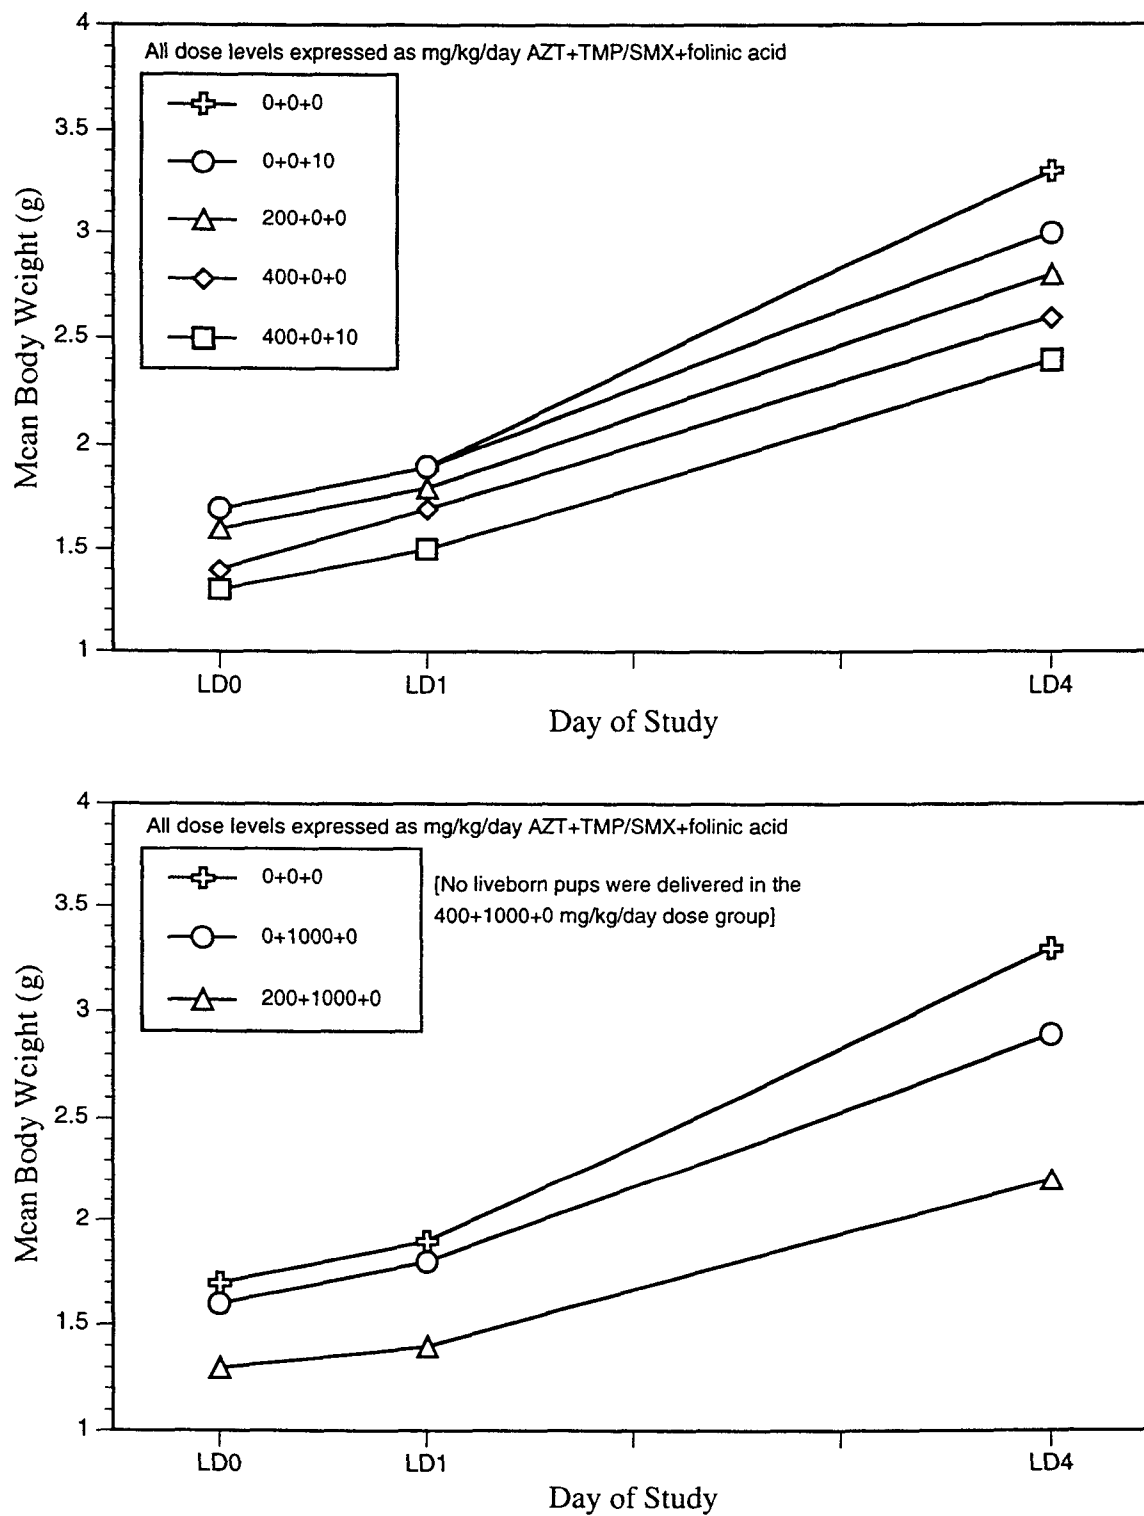 4
All dose levels expressed as mg/kg/day AZT+TMP/SMX+folinic acid
0+0+0
3.5
0+0+10
200+0+0
3
400+0+0
2.5
400+0+10
2
1.5
1
Mean Body Weight (g)
LD0 LD1 LD4
Day of Study
4
All dose levels expressed as mg/kg/day AZT+TMP/SMX+folinic acid
0+0+0
[No liveborn pups were delivered in the
3.5
400+1000+0 mg/kg/day dose group]
0+1000+0
200+1000+0
3
2.5
2
1.5
1
Mean Body Weight (g)
LD0 LD1 LD4
Day of Study